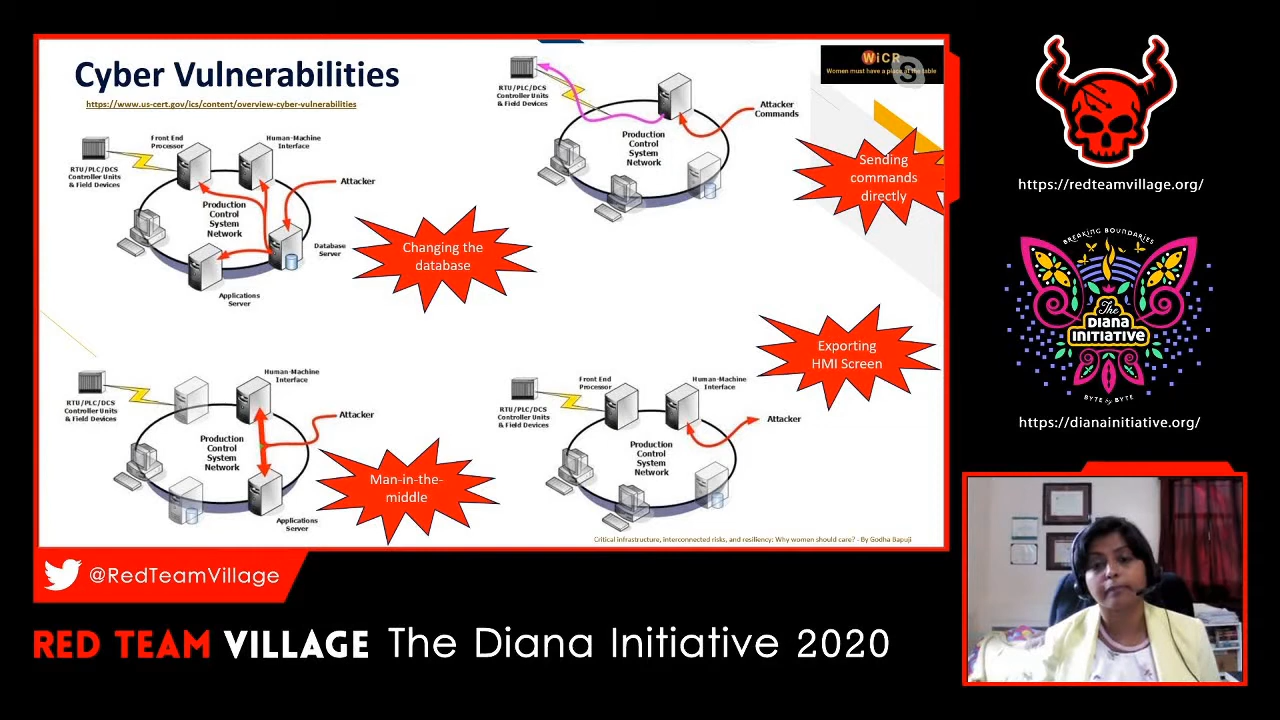 Cyber Vulnerabilities
https://www.us-cert.gov/ics/content/overview-cyber-vulnerabilities
WiCR
Women must have a place at the table
RTU/PLC/DCS
Controller Units
& Field Devices
Front End
Processor
Human-Machine
Interface
Attacker
Production
Control
System
Network
Database
Server
Applications
Server
Changing the
database
RTU/PLC/DCS
Controller Units
& Field Devices
Production
Control
System
Network
Attacker
Commands
Sending
commands
directly
RTU/PLC/DCS
Controller Units
& Field Devices
Human-Machine
Interface
Attacker
Production
Control
System
Network
Applications
Server
Man-in-the-
middle
Exporting
HMI Screen
RTU/PLC/DCS
Controller Units
& Field Devices
Front End
Processor
Human-Machine
Interface
Attacker
Production
Control
System
Network
Critical infrastructure, interconnected risks, and resiliency: Why women should care? - By Godha Bapuji
https://redteamvillage.org/
BREAKING BOUNDARIES
The
DIANA
INITIATIVE
BYTE by BYTE
https://dianainitiative.org/
@RedTeamVillage
RED TEAM VILLAGE The Diana Initiative 2020